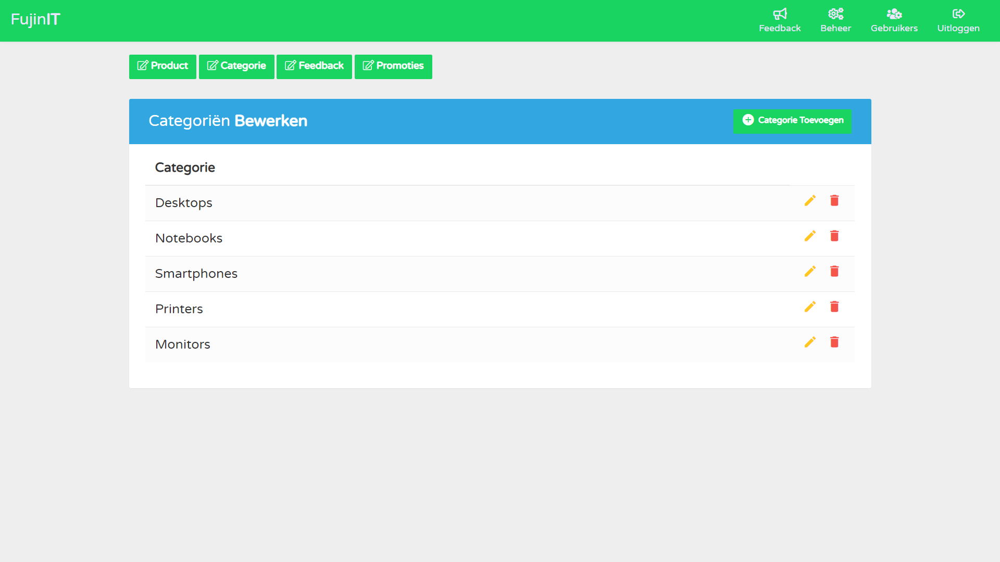 FujinIT
Feedback
Beheer
Gebruikers
Uitloggen
Product
Categorie
Feedback
Promoties
Categoriën Bewerken
Categorie Toevoegen
Categorie
Desktops
Notebooks
Smartphones
Printers
Monitors